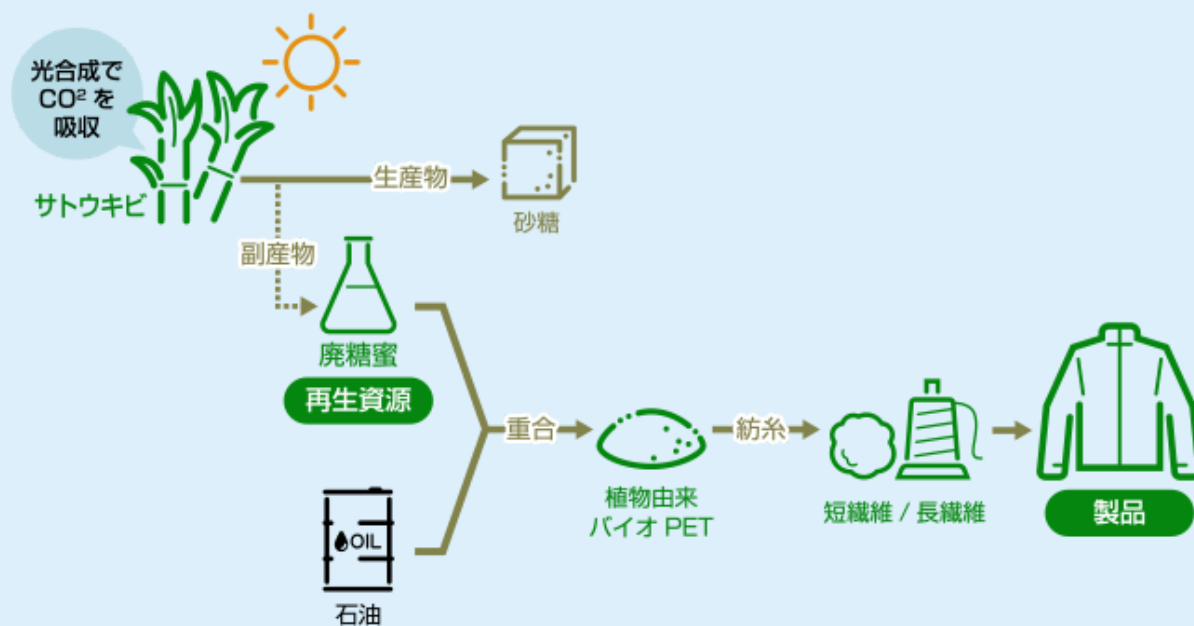 光合成で
CO² を
吸収
サトウキビ
生産物
砂糖
副産物
廃糖蜜
再生資源
重合
紡糸
OIL
石油
植物由来
バイオ PET
短繊維 / 長繊維
製品